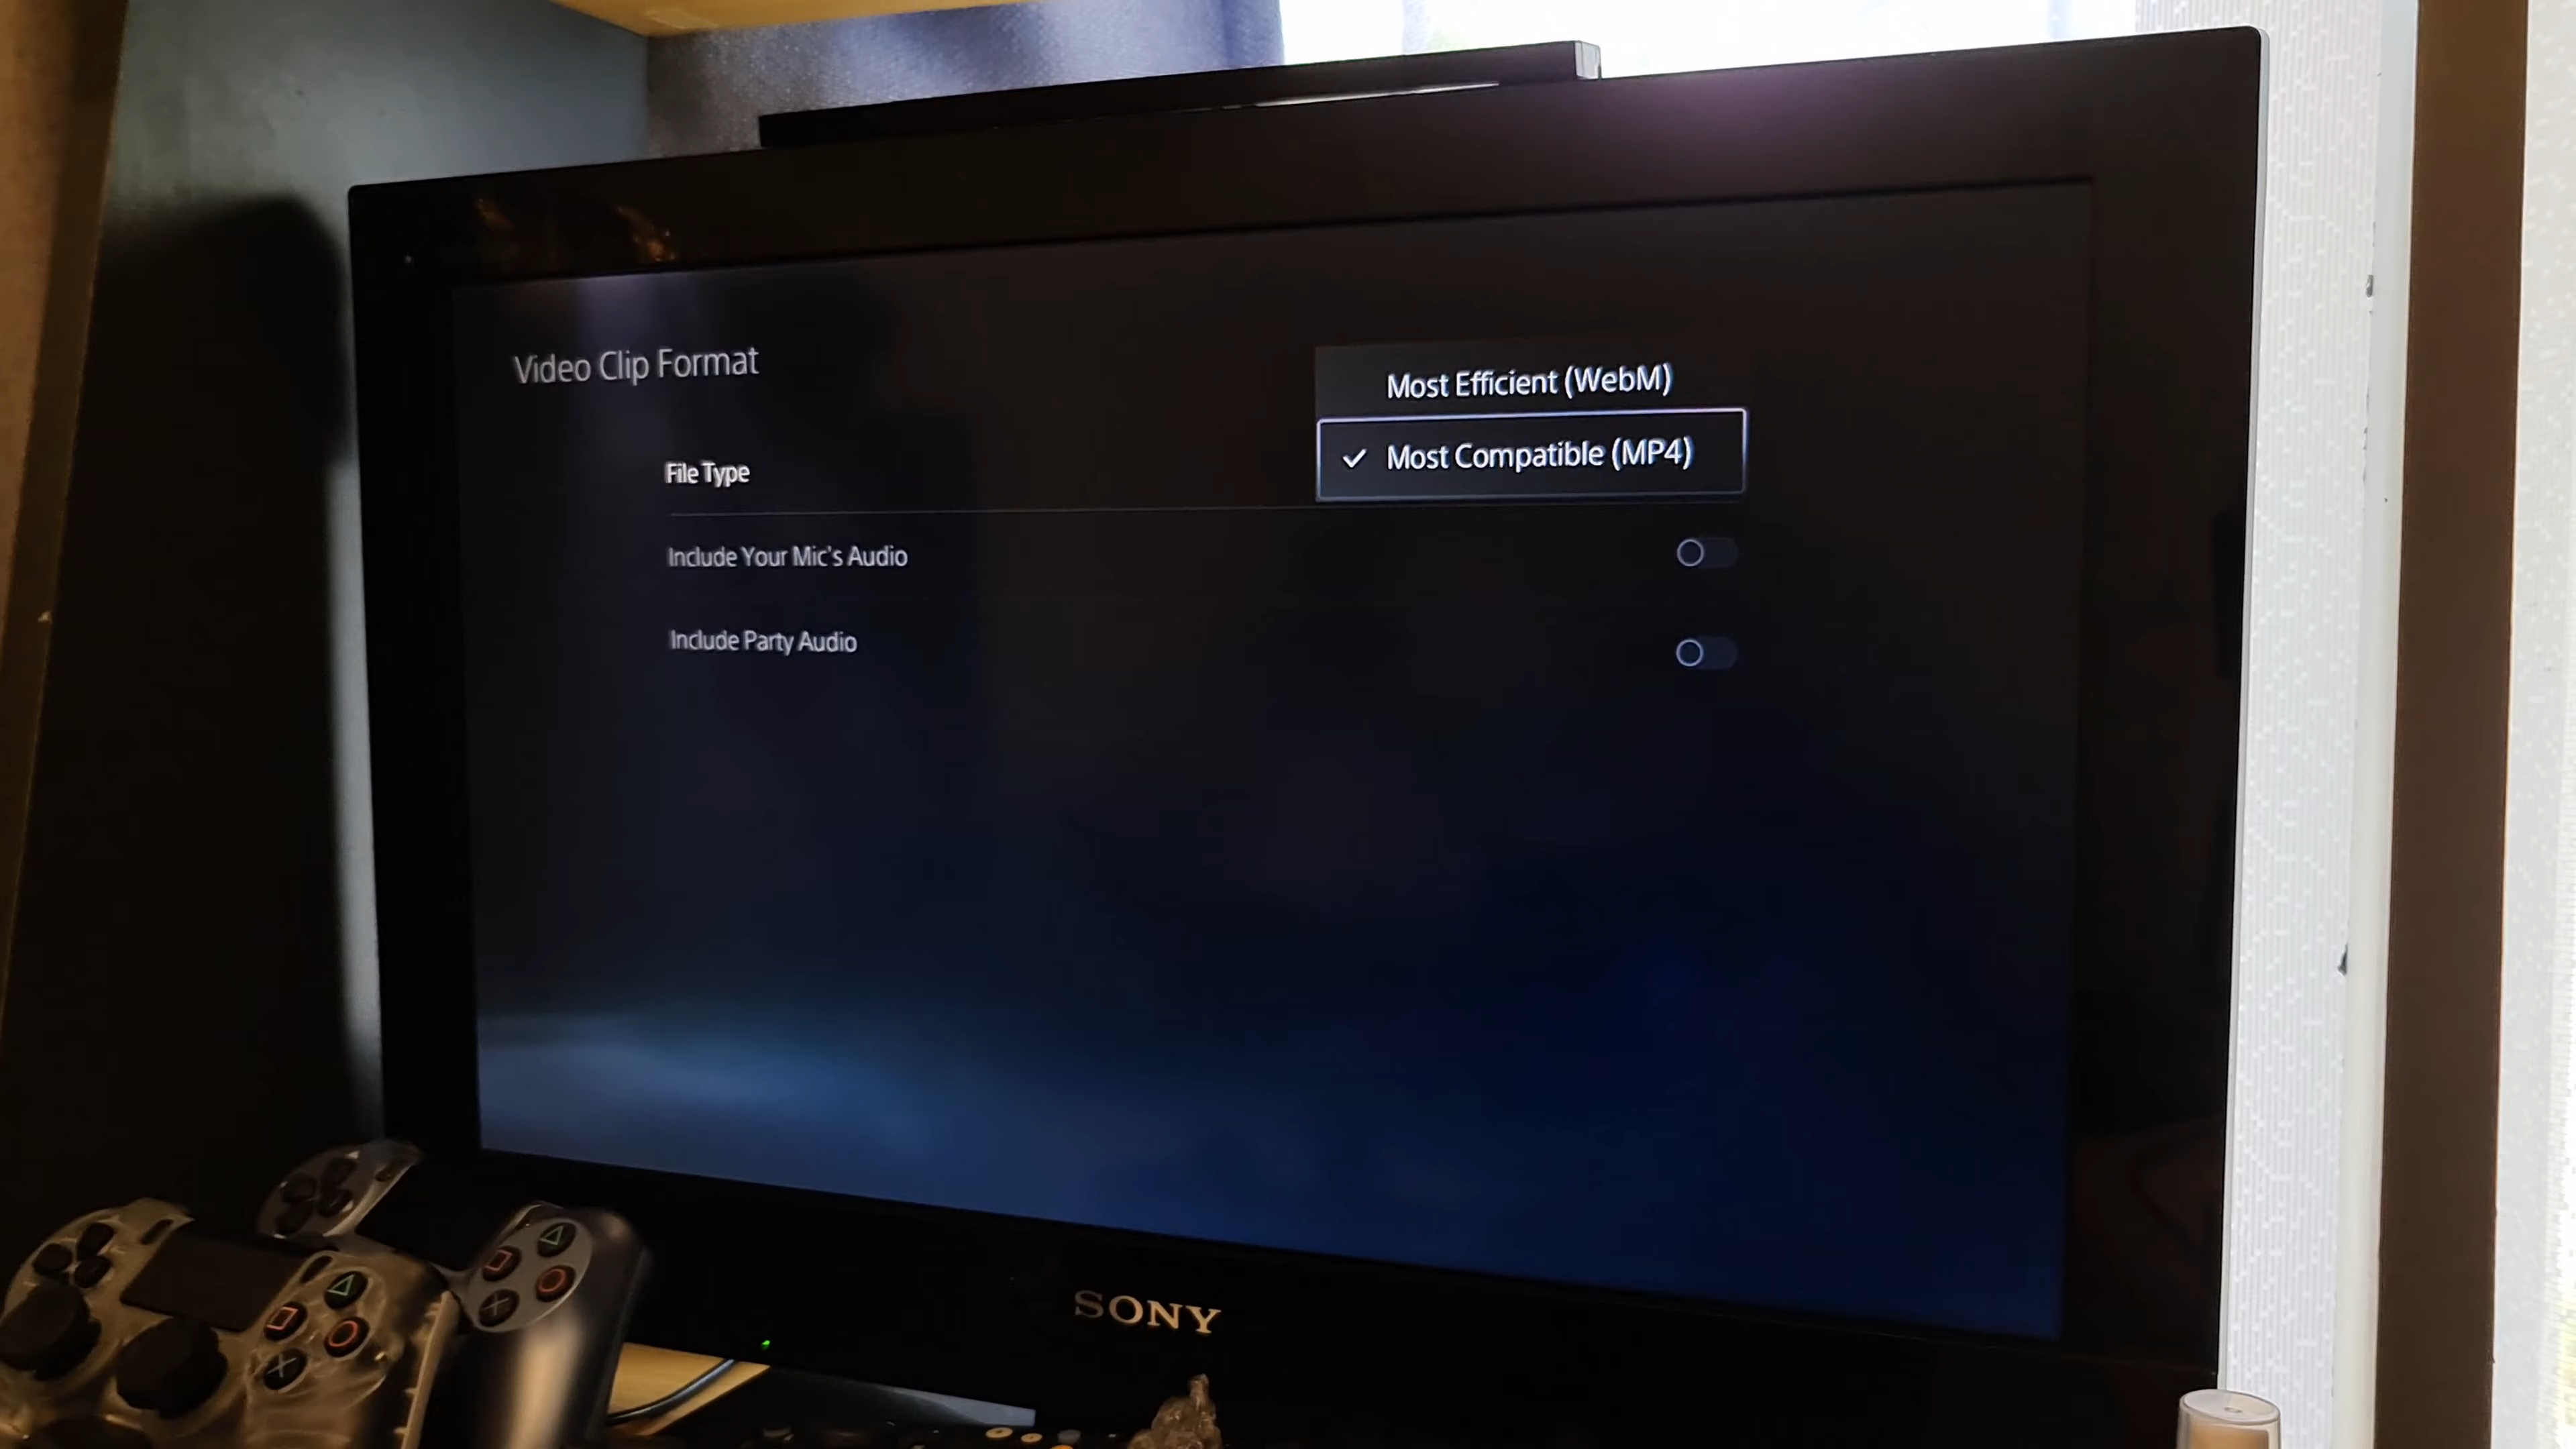 Video Clip Format
Most Efficient (WebM)
Most Compatible (MP4)
File Type
Include Your Mic's Audio
Include Party Audio
SONY